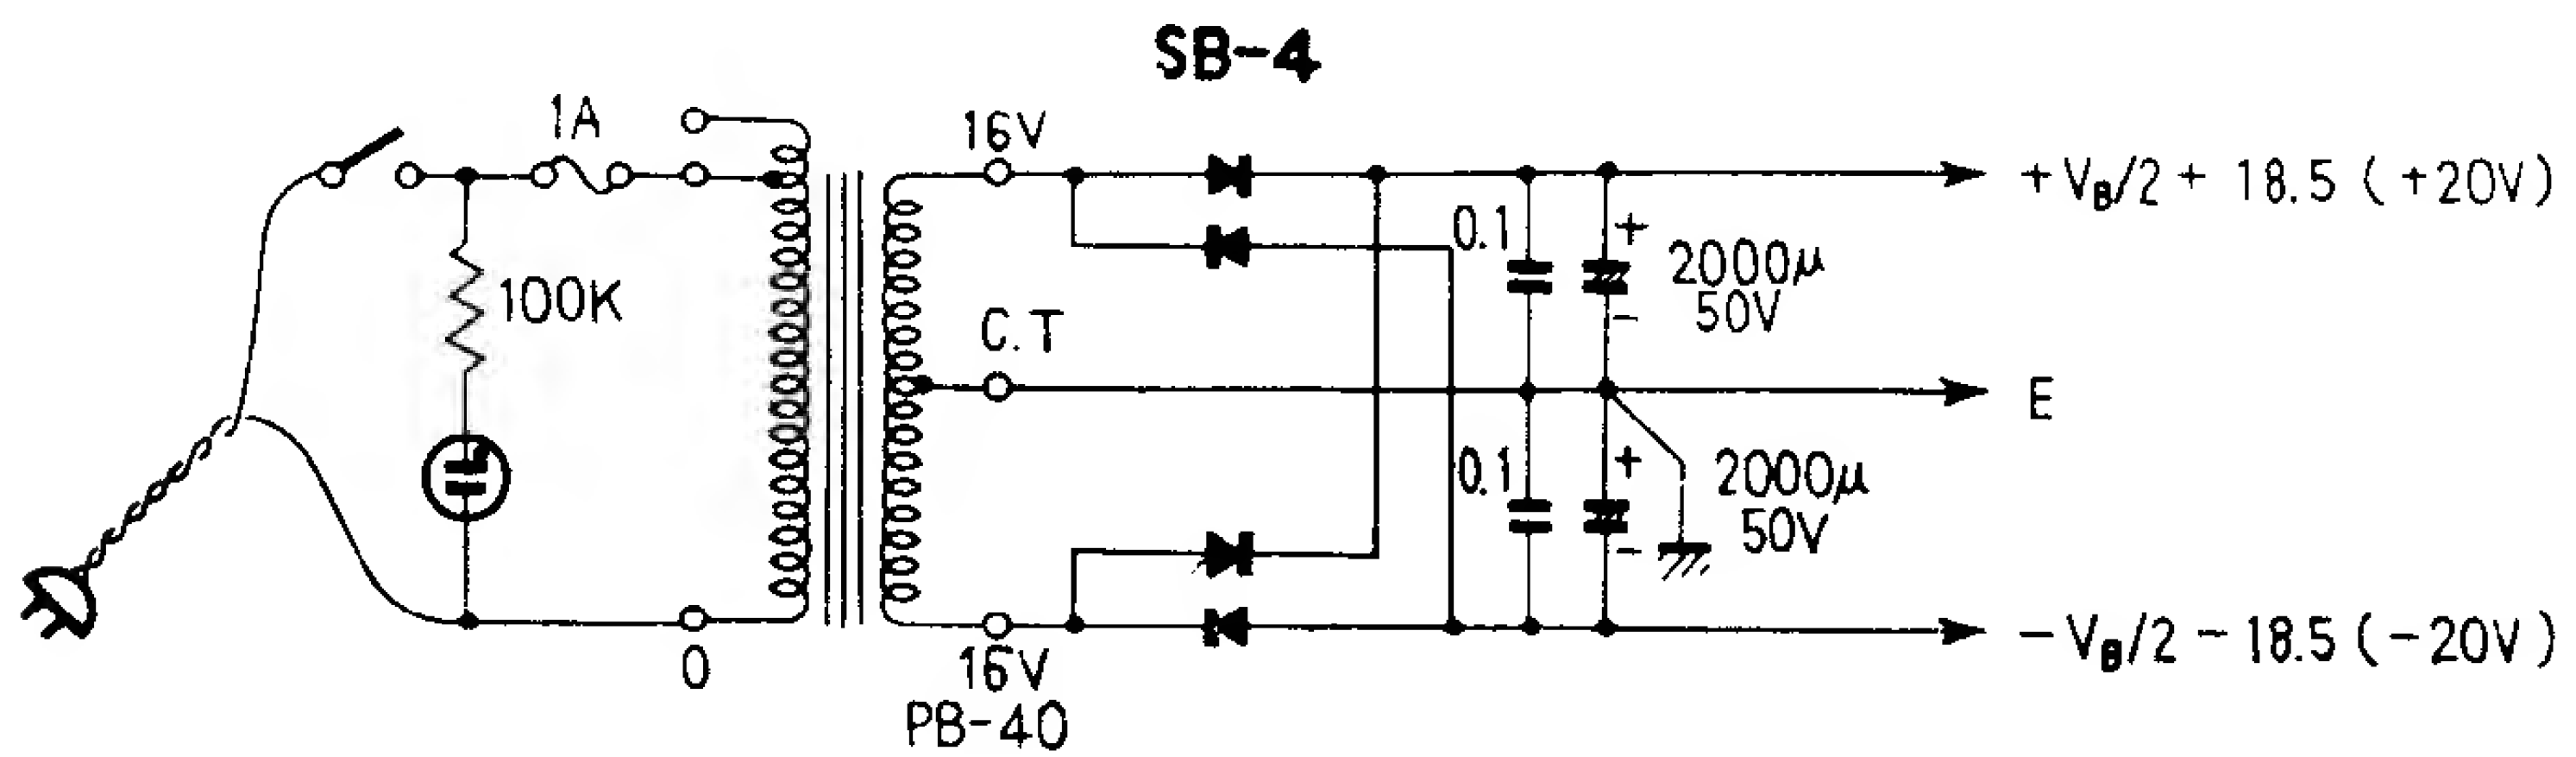 SB-4
1A
16V
+VB/2 + 18.5 (+20V)
0.1
+
2000μ
50V
-
100K
C.T
E
0.1
+
2000μ
50V
-
0
16V
-VB/2 - 18.5 (-20V)
PB-40